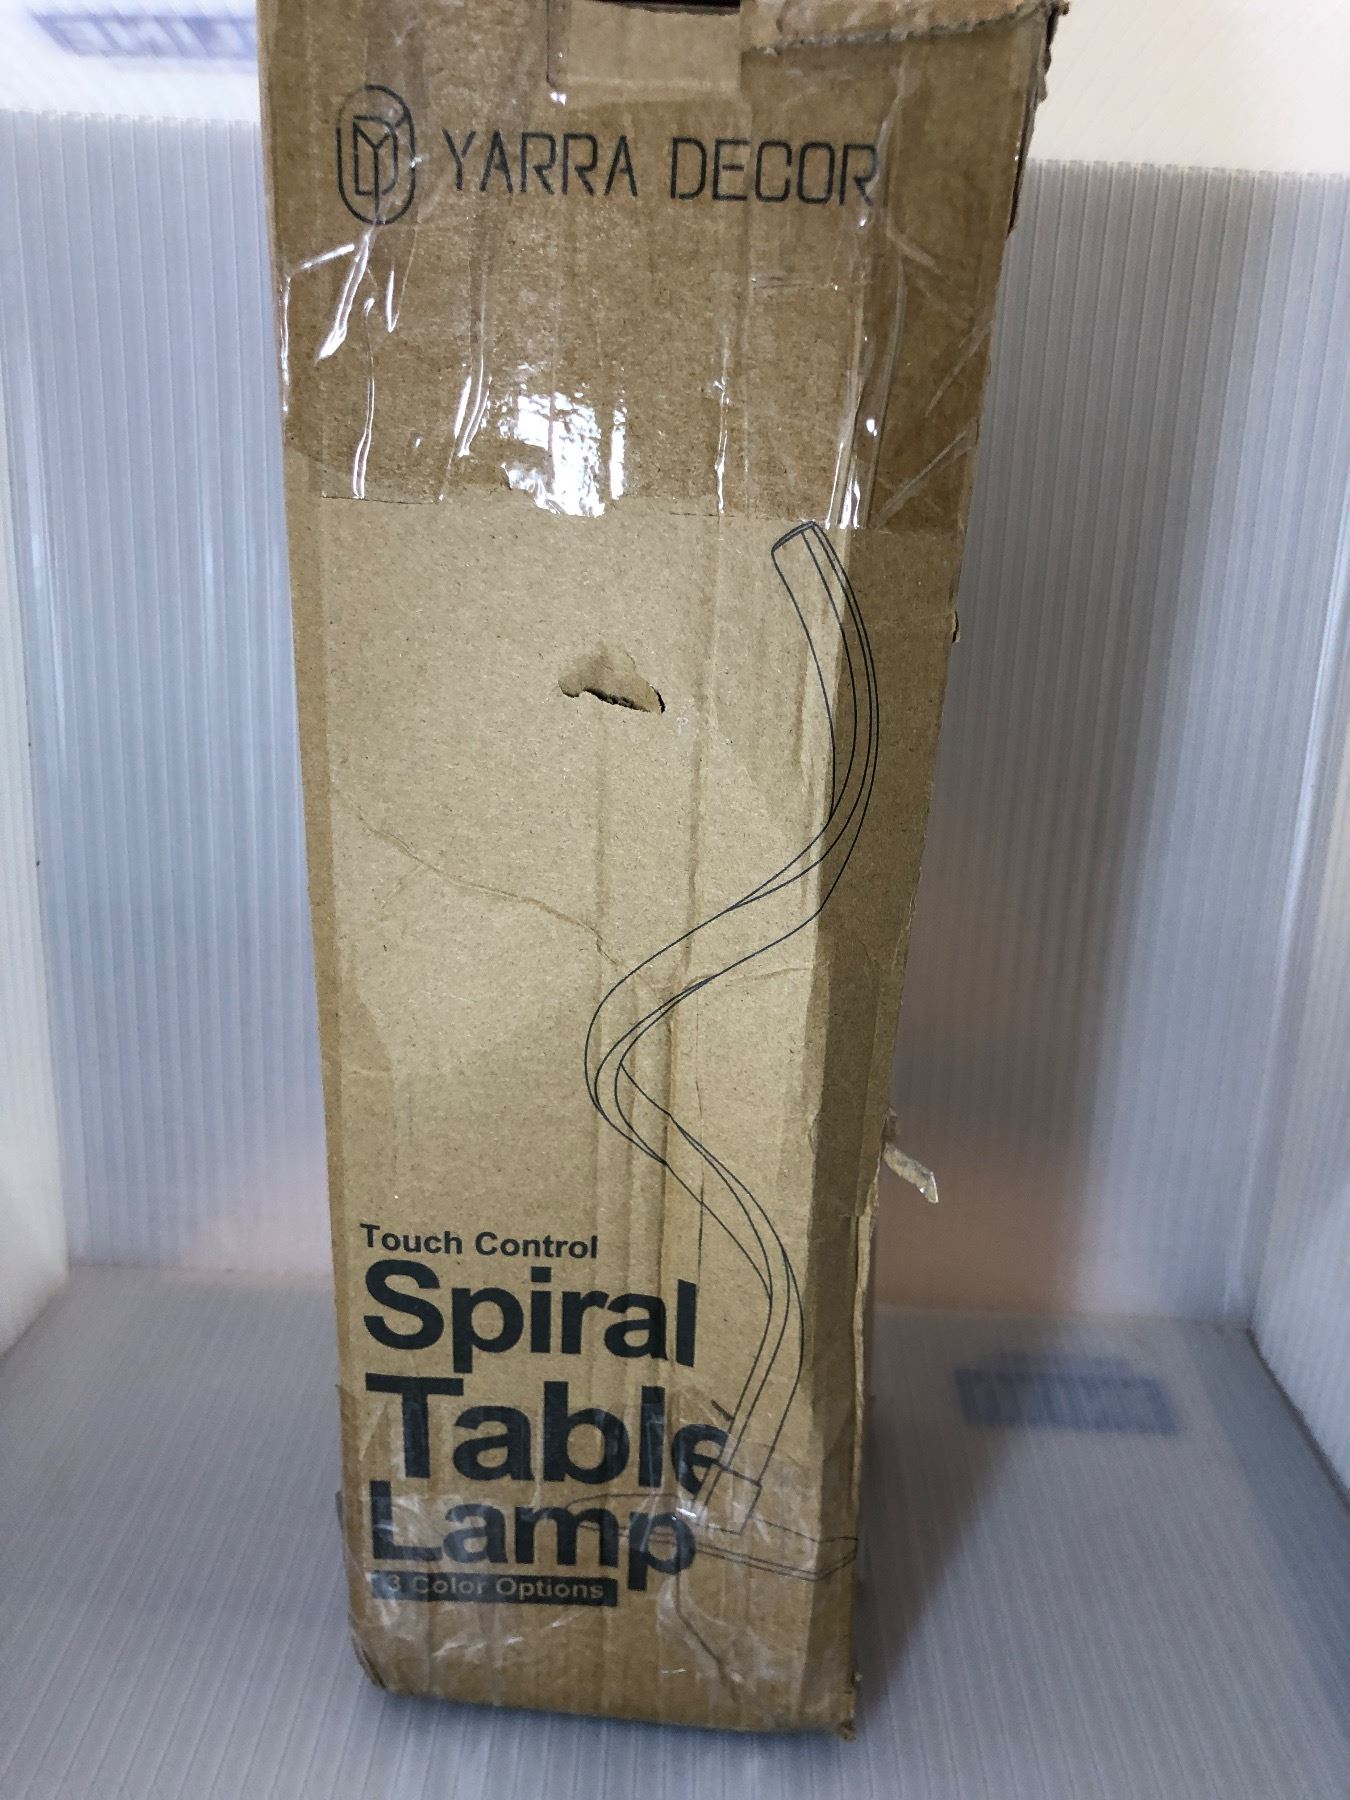 YARRA DECOR
Touch Control
Spiral
Table
Lamp
3 Color Options